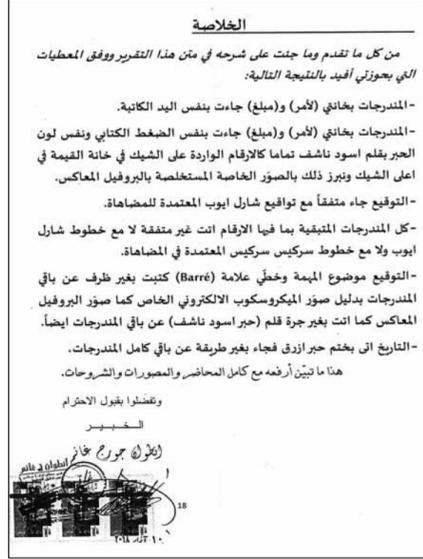 الخلاصة
من كل ما تقدم وما جئت على شرحه في متن هذا التقرير ووفق المعطيات
التي بحوزتي أفيد بالنتيجة التالية:
-المندرجات بخانتي (لأمر) و(مبلغ) جاءت بنفس اليد الكاتبة.
-المندرجات بخانتي (لأمر) و(مبلغ) جاءت بنفس الضغط الكتابي ونفس لون
الحبر بقلم اسود ناشف تماما كالارقام الواردة على الشيك في خانة القيمة في
اعلى الشيك ونبرز ذلك بالصوَر الخاصة المستخلصة بالبروفيل المعاكس.
-التوقيع جاء متفقاً مع تواقيع شارل ايوب المعتمدة للمضاهاة.
-كل المندرجات المتبقية بما فيها الارقام اتت غير متفقة لا مع خطوط شارل
ايوب ولا مع خطوط سركيس سركيس المعتمدة في المضاهاة.
-التوقيع موضوع المهمة وخطّي علامة (Barré) كتبت بغير ظرف عن باقي
المندرجات بدليل صوَر الميكروسكوب الالكتروني الخاص كما صوَر البروفيل
المعاكس كما اتت بغير جرة قلم (حبر اسود ناشف) عن باقي المندرجات ايضاً.
-التاريخ اتى بختم حبر ازرق فجاء بغير طريقة عن باقي كامل المندرجات.
هذا ما تبيّن أرفعه مع كامل المحاضر والمصورات والشروحات.
وتفضلوا بقبول الاحترام
الخبير
انطوان جورج غانم
18